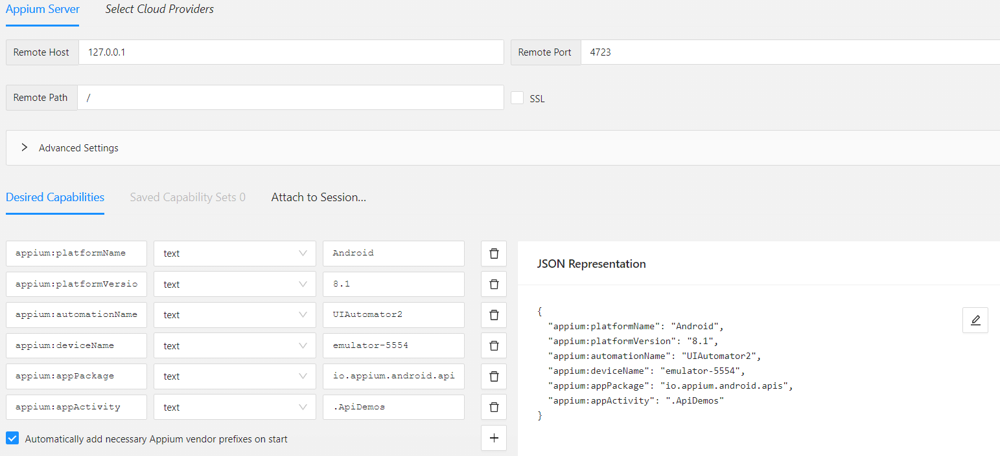 Appium Server Select Cloud Providers
Remote Host 127.0.0.1 Remote Port 4723
Remote Path / SSL
Advanced Settings
Desired Capabilities Saved Capability Sets 0 Attach to Session...
appium:platformName text Android
appium:platformVersio text 8.1
appium:automationName text UIAutomator2
appium:deviceName text emulator-5554
appium:appPackage text io.appium.android.api
appium:appActivity text .ApiDemos
Automatically add necessary Appium vendor prefixes on start
JSON Representation
{
"appium:platformName": "Android",
"appium:platformVersion": "8.1",
"appium:automationName": "UIAutomator2",
"appium:deviceName": "emulator-5554",
"appium:appPackage": "io.appium.android.apis",
"appium:appActivity": ".ApiDemos"
}